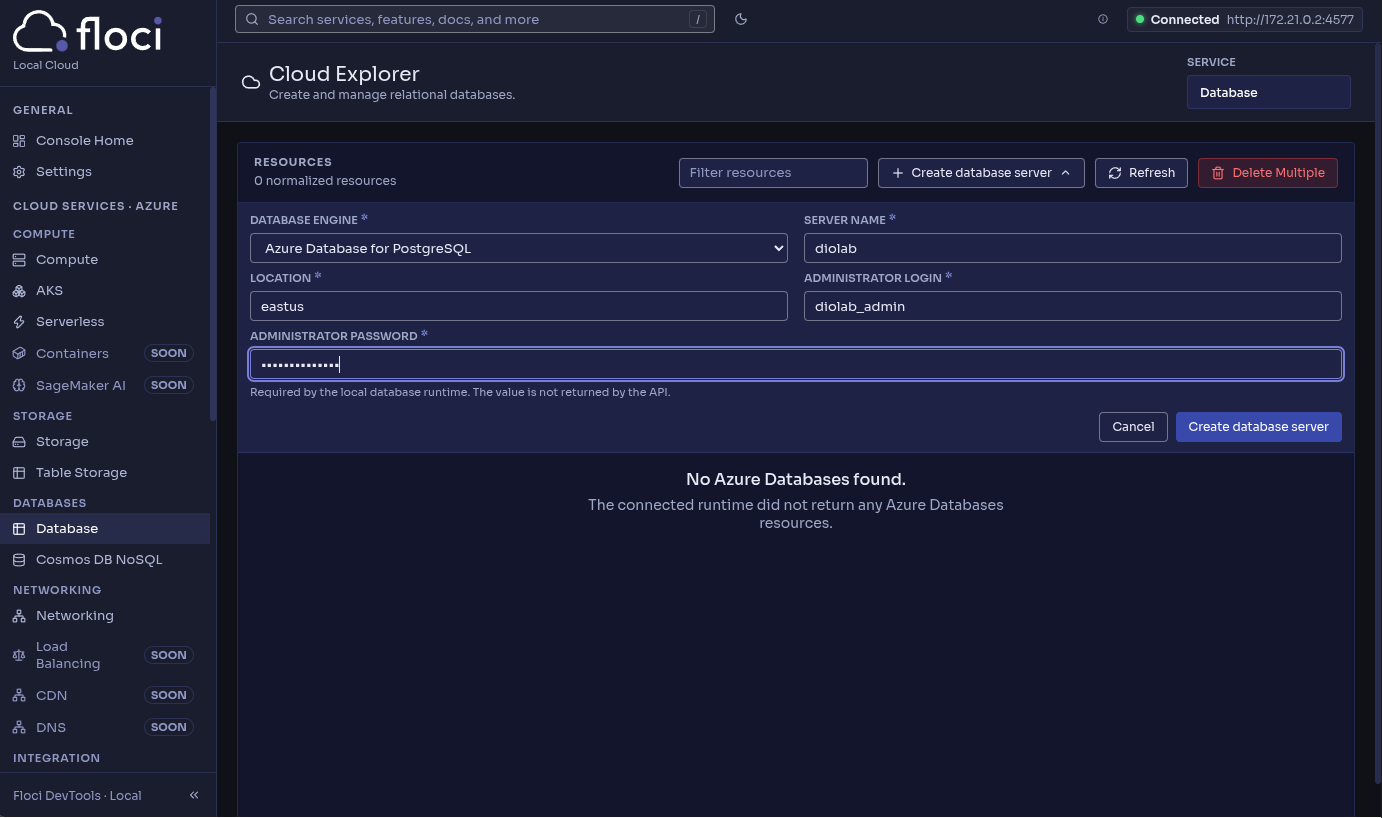 floci
Local Cloud
Search services, features, docs, and more
/
Connected http://172.21.0.2:4577
Cloud Explorer
Create and manage relational databases.
SERVICE
Database
GENERAL
Console Home
Settings
CLOUD SERVICES · AZURE
COMPUTE
Compute
AKS
Serverless
Containers SOON
SageMaker AI SOON
STORAGE
Storage
Table Storage
DATABASES
Database
Cosmos DB NoSQL
NETWORKING
Networking
Load
Balancing
SOON
CDN SOON
DNS SOON
INTEGRATION
Floci DevTools · Local
RESOURCES
0 normalized resources
Filter resources
Create database server
Refresh
Delete Multiple
DATABASE ENGINE *
Azure Database for PostgreSQL
SERVER NAME *
diolab
LOCATION *
eastus
ADMINISTRATOR LOGIN *
diolab_admin
ADMINISTRATOR PASSWORD *
••••••••••••••
Required by the local database runtime. The value is not returned by the API.
Cancel
Create database server
No Azure Databases found.
The connected runtime did not return any Azure Databases
resources.